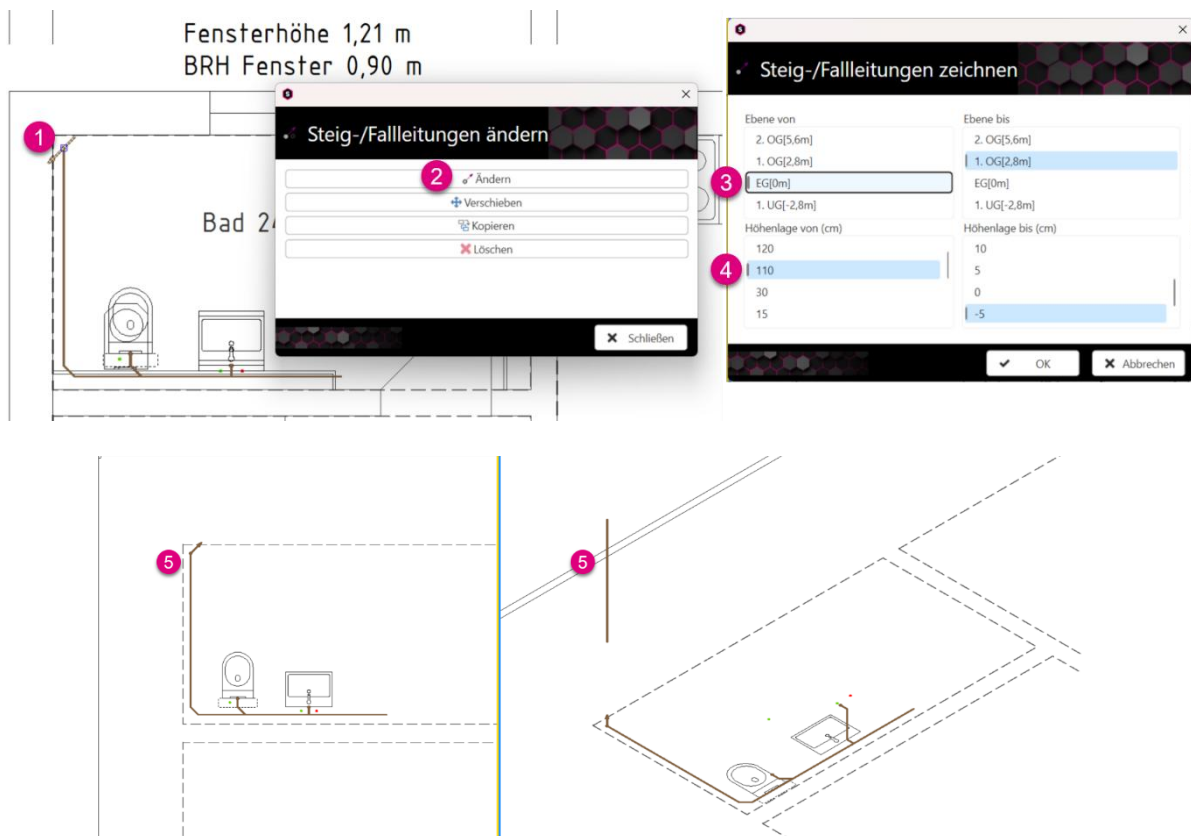 Fensterhöhe 1,21 m
BRH Fenster 0,90 m
1
Bad 24
S
Steig-/Fallleitungen ändern
2
Ändern
Verschieben
Kopieren
Löschen
Schließen
S
Steig-/Fallleitungen zeichnen
Ebene von
2. OG[5,6m]
1. OG[2,8m]
3
EG[0m]
1. UG[-2,8m]
Ebene bis
2. OG[5,6m]
1. OG[2,8m]
EG[0m]
1. UG[-2,8m]
Höhenlage von (cm)
120
4
110
30
15
Höhenlage bis (cm)
10
5
0
-5
OK
Abbrechen
5
5